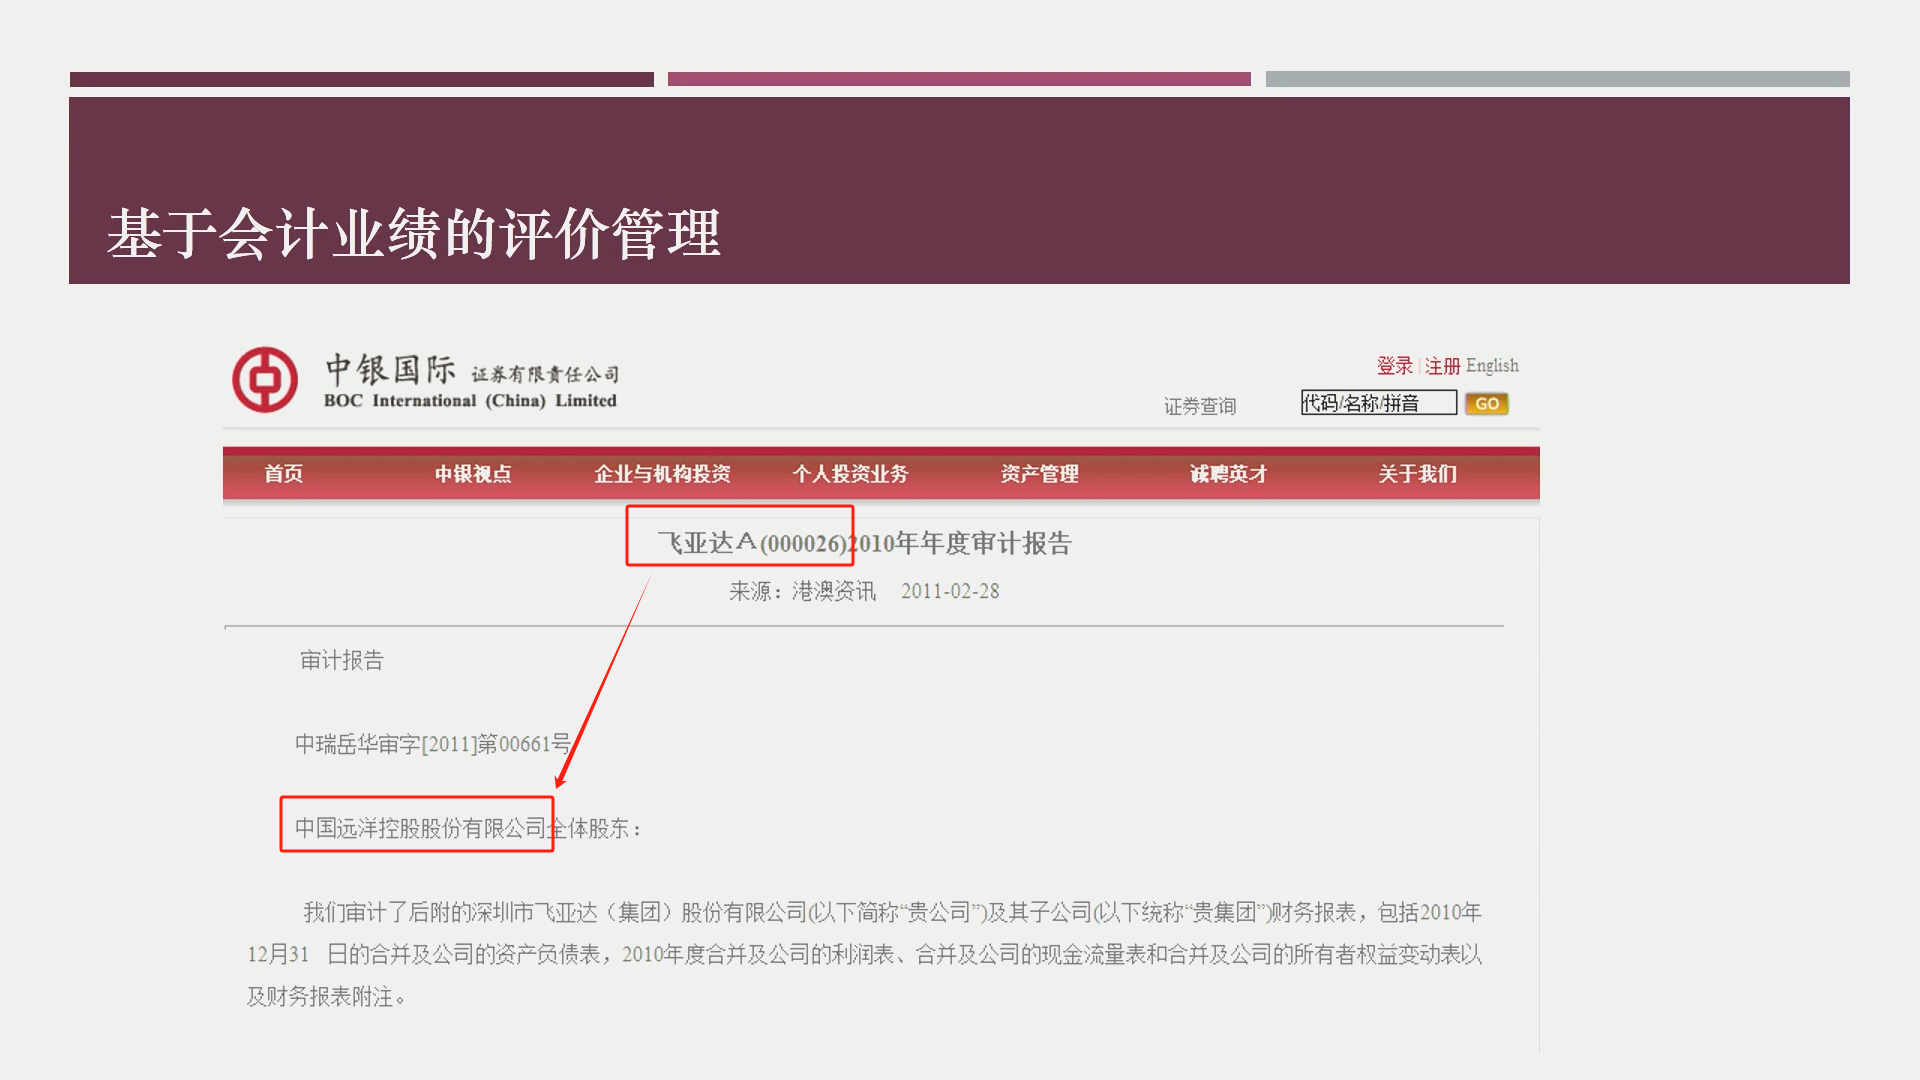 基于会计业绩的评价管理
中银国际 证券有限责任公司
BOC International (China) Limited
登录 | 注册 English
证券查询 代码/名称/拼音 GO
首页 中银视点 企业与机构投资 个人投资业务 资产管理 诚聘英才 关于我们
飞亚达A(000026)2010年年度审计报告
来源：港澳资讯 2011-02-28
审计报告
中瑞岳华审字[2011]第00661号
中国远洋控股股份有限公司全体股东：
我们审计了后附的深圳市飞亚达（集团）股份有限公司(以下简称“贵公司”)及其子公司(以下统称“贵集团”)财务报表，包括2010年
12月31 日的合并及公司的资产负债表，2010年度合并及公司的利润表、合并及公司的现金流量表和合并及公司的所有者权益变动表以
及财务报表附注。